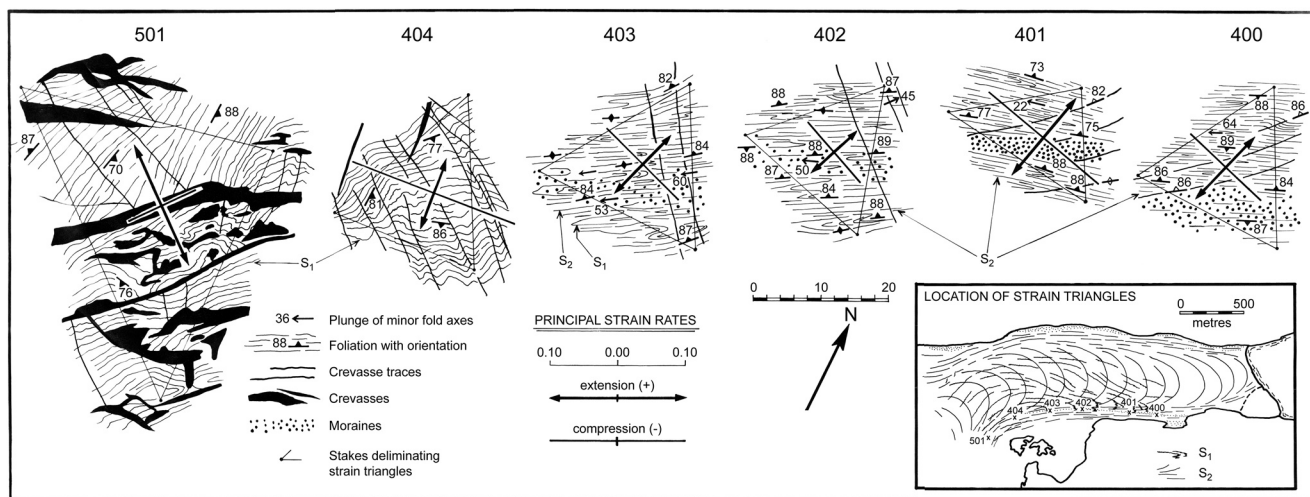 501
404
403
402
401
400
88
87
70
76
S1
77
81
86
82
84
60
84
53
87
S2
S1
88
87
45
88
88
50
89
87
84
88
S2
73
82
77
22
75
88
88
88
86
64
89
86
86
84
87
36 Plunge of minor fold axes
88 Foliation with orientation
Crevasse traces
Crevasses
Moraines
Stakes deliminating
strain triangles
PRINCIPAL STRAIN RATES
0.10 0.00 0.10
extension (+)
compression (-)
0 10 20
N
LOCATION OF STRAIN TRIANGLES
0 500
metres
404
403
402
401
400
501
S1
S2